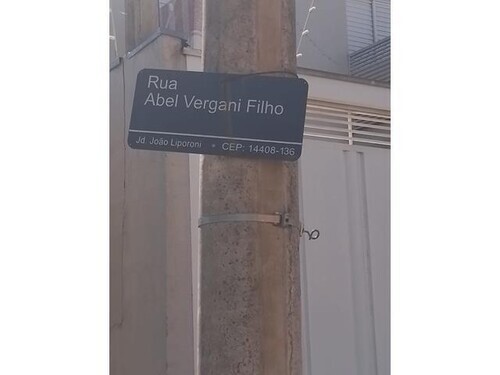 Rua
Abel Vergani Filho
Jd. João Liporoni • CEP: 14408-136